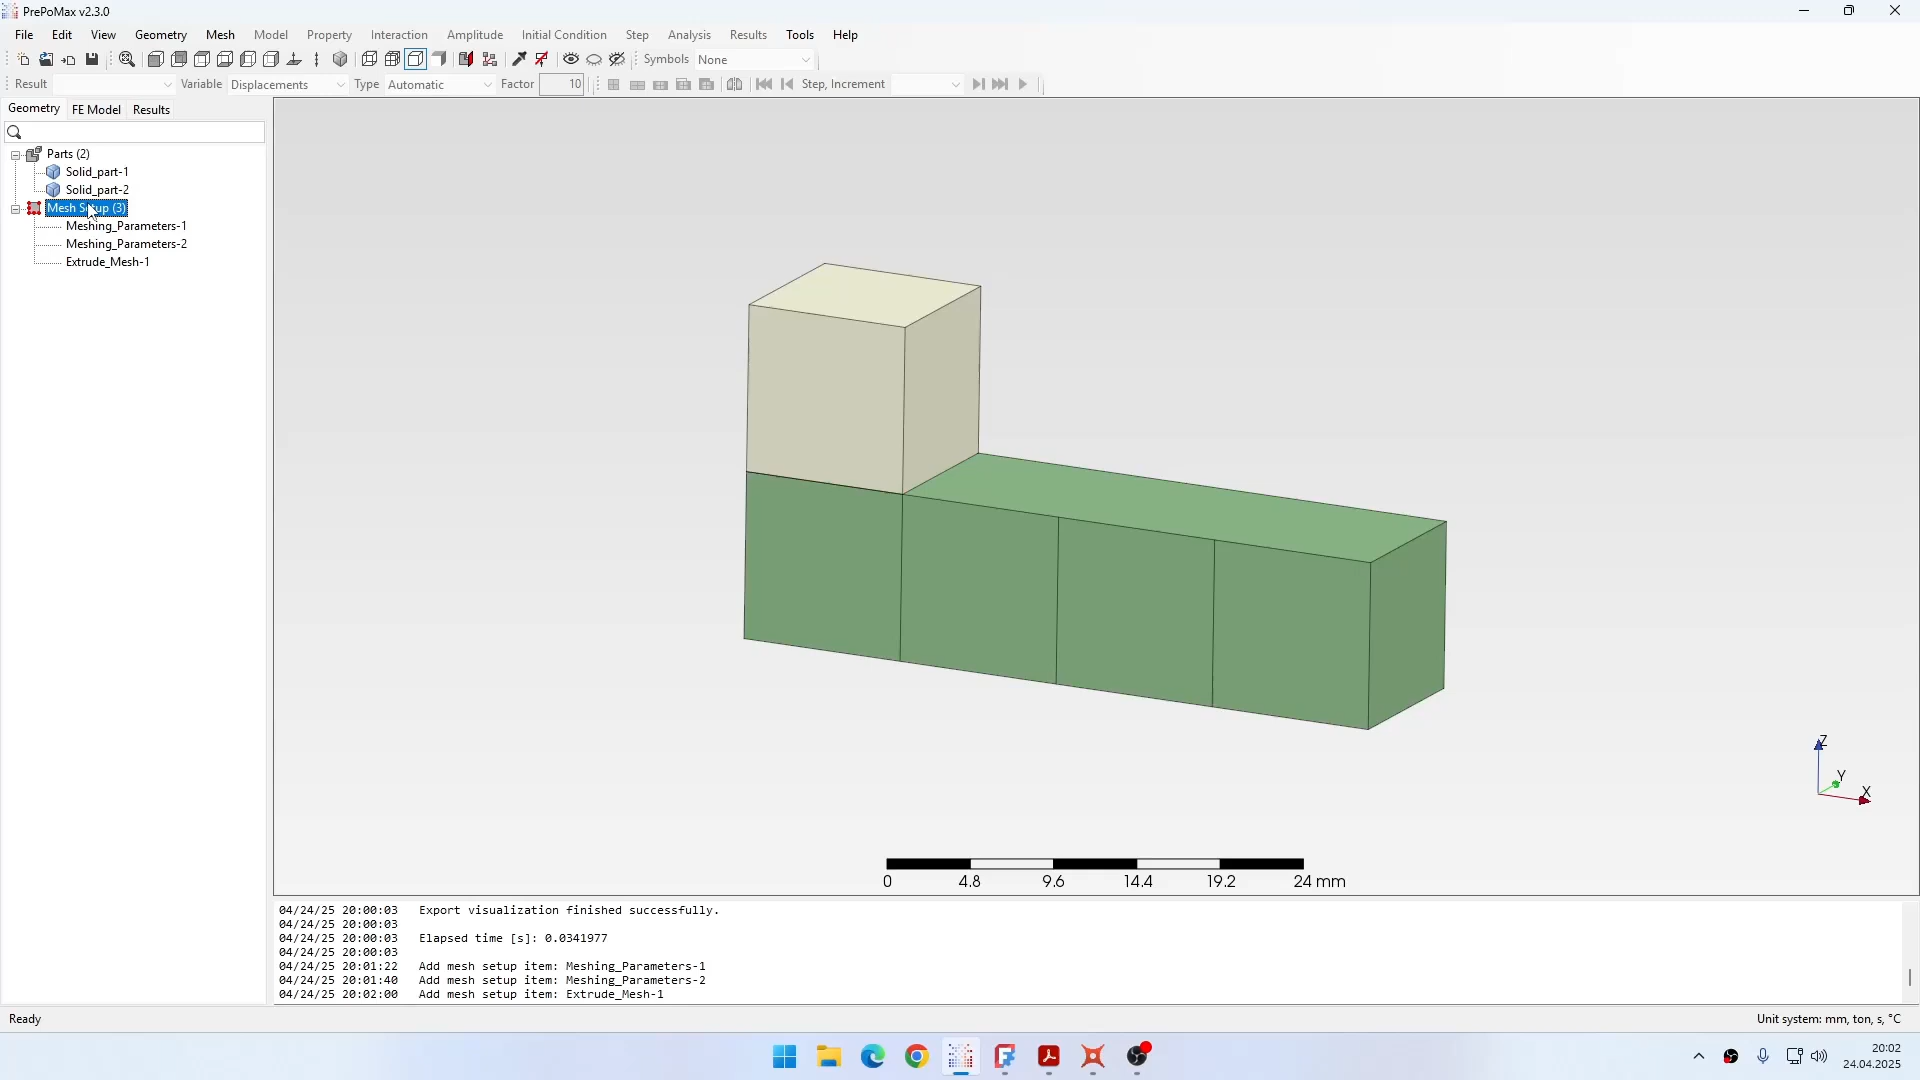 PrePoMax v2.3.0
File Edit View Geometry Mesh Model Property Interaction Amplitude Initial Condition Step Analysis Results Tools Help
Symbols None
Result Variable Displacements Type Automatic Factor 10 Step, Increment
Geometry FE Model Results
Parts (2)
Solid_part-1
Solid_part-2
Mesh Setup (3)
Meshing_Parameters-1
Meshing_Parameters-2
Extrude_Mesh-1
Z
Y
X
0 4.8 9.6 14.4 19.2 24 mm
04/24/25 20:00:03 Export visualization finished successfully.
04/24/25 20:00:03
04/24/25 20:00:03 Elapsed time [s]: 0.0341977
04/24/25 20:00:03
04/24/25 20:01:22 Add mesh setup item: Meshing_Parameters-1
04/24/25 20:01:40 Add mesh setup item: Meshing_Parameters-2
04/24/25 20:02:00 Add mesh setup item: Extrude_Mesh-1
Ready
Unit system: mm, ton, s, °C
20:02
24.04.2025